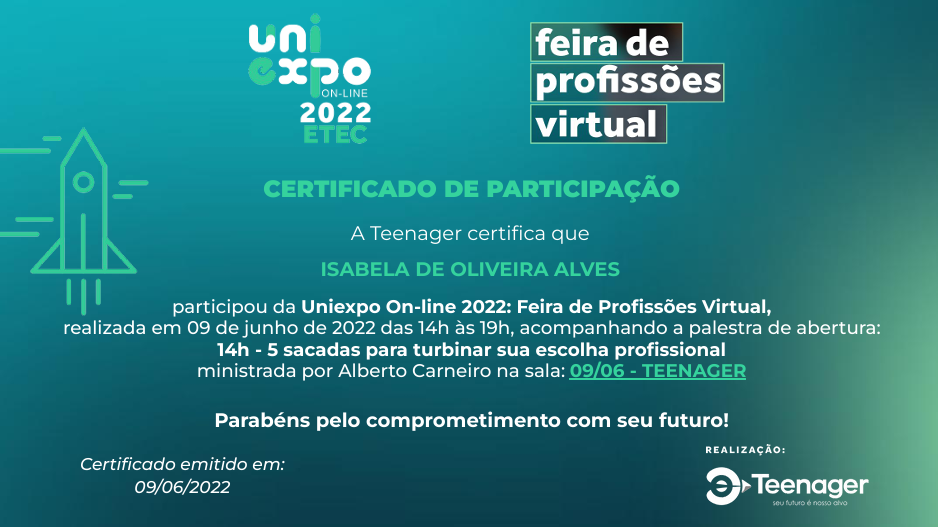 uni
expo
ON-LINE
2022
ETEC
feira de
profissões
virtual
CERTIFICADO DE PARTICIPAÇÃO
A Teenager certifica que
ISABELA DE OLIVEIRA ALVES
participou da Uniexpo On-line 2022: Feira de Profissões Virtual,
realizada em 09 de junho de 2022 das 14h às 19h, acompanhando a palestra de abertura:
14h - 5 sacadas para turbinar sua escolha profissional
ministrada por Alberto Carneiro na sala: 09/06 - TEENAGER
Parabéns pelo comprometimento com seu futuro!
Certificado emitido em:
09/06/2022
REALIZAÇÃO:
Teenager
seu futuro é nosso alvo